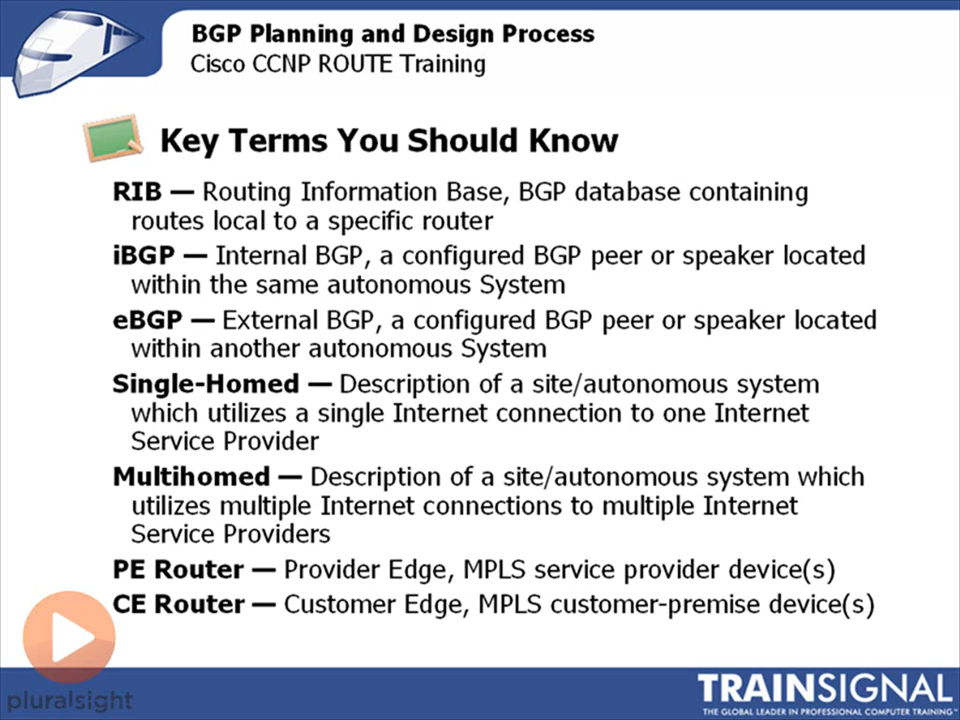 BGP Planning and Design Process
Cisco CCNP ROUTE Training
Key Terms You Should Know
RIB — Routing Information Base, BGP database containing
routes local to a specific router
iBGP — Internal BGP, a configured BGP peer or speaker located
within the same autonomous System
eBGP — External BGP, a configured BGP peer or speaker located
within another autonomous System
Single-Homed — Description of a site/autonomous system
which utilizes a single Internet connection to one Internet
Service Provider
Multihomed — Description of a site/autonomous system which
utilizes multiple Internet connections to multiple Internet
Service Providers
PE Router — Provider Edge, MPLS service provider device(s)
CE Router — Customer Edge, MPLS customer-premise device(s)
pluralsight
TRAINSIGNAL
THE GLOBAL LEADER IN PROFESSIONAL COMPUTER TRAINING™